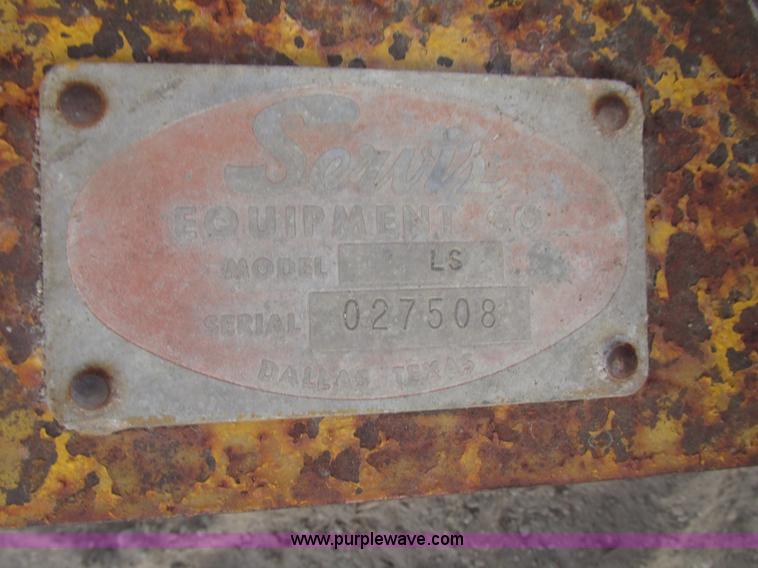 Servis
EQUIPMENT CO
MODEL LS
SERIAL 027508
DALLAS TEXAS
www.purplewave.com